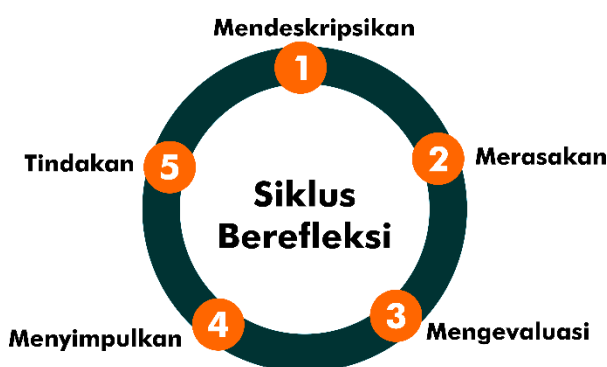 Mendeskripsikan
1
2
Merasakan
3
Mengevaluasi
4
Menyimpulkan
5
Tindakan
Siklus
Berefleksi